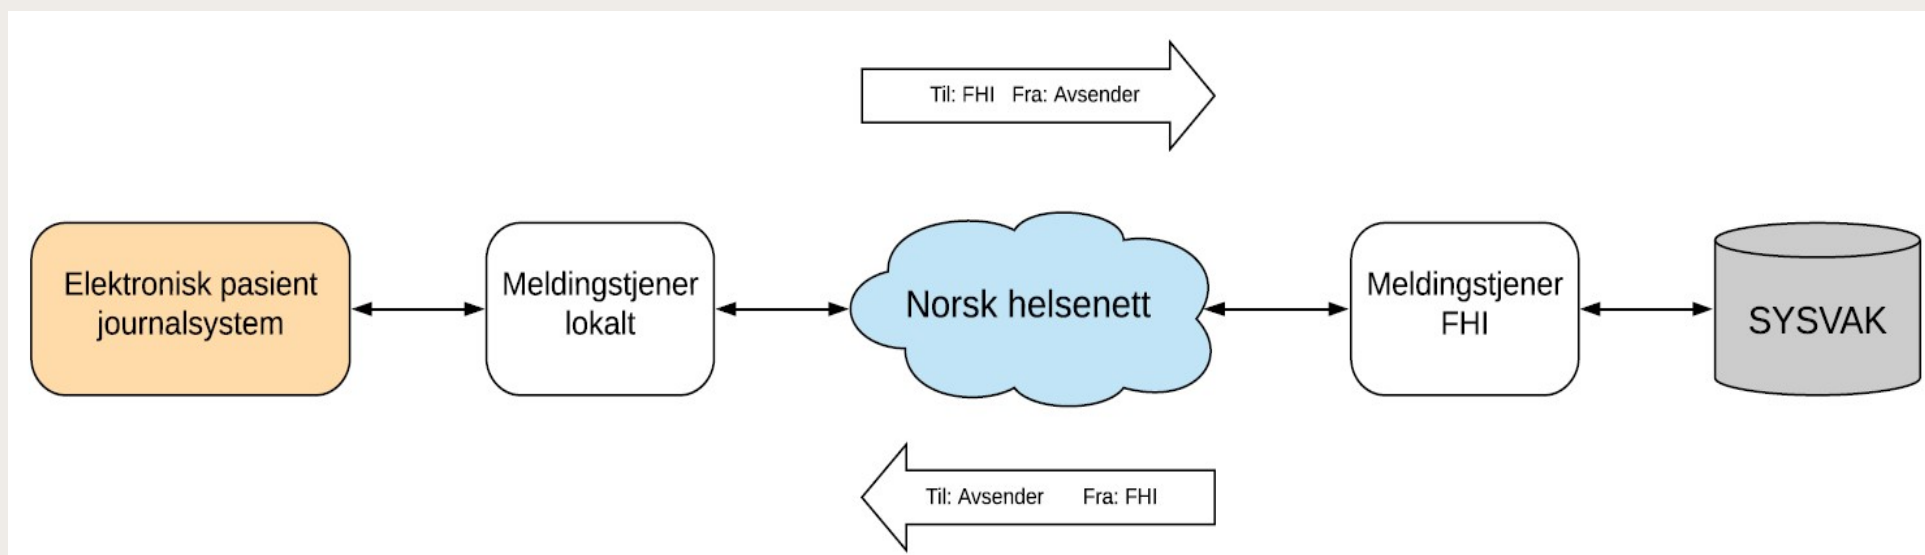 Til: FHI Fra: Avsender
Elektronisk pasient
journalsystem
Meldingstjener
lokalt
Norsk helsenett
Meldingstjener
FHI
SYSVAK
Til: Avsender Fra: FHI